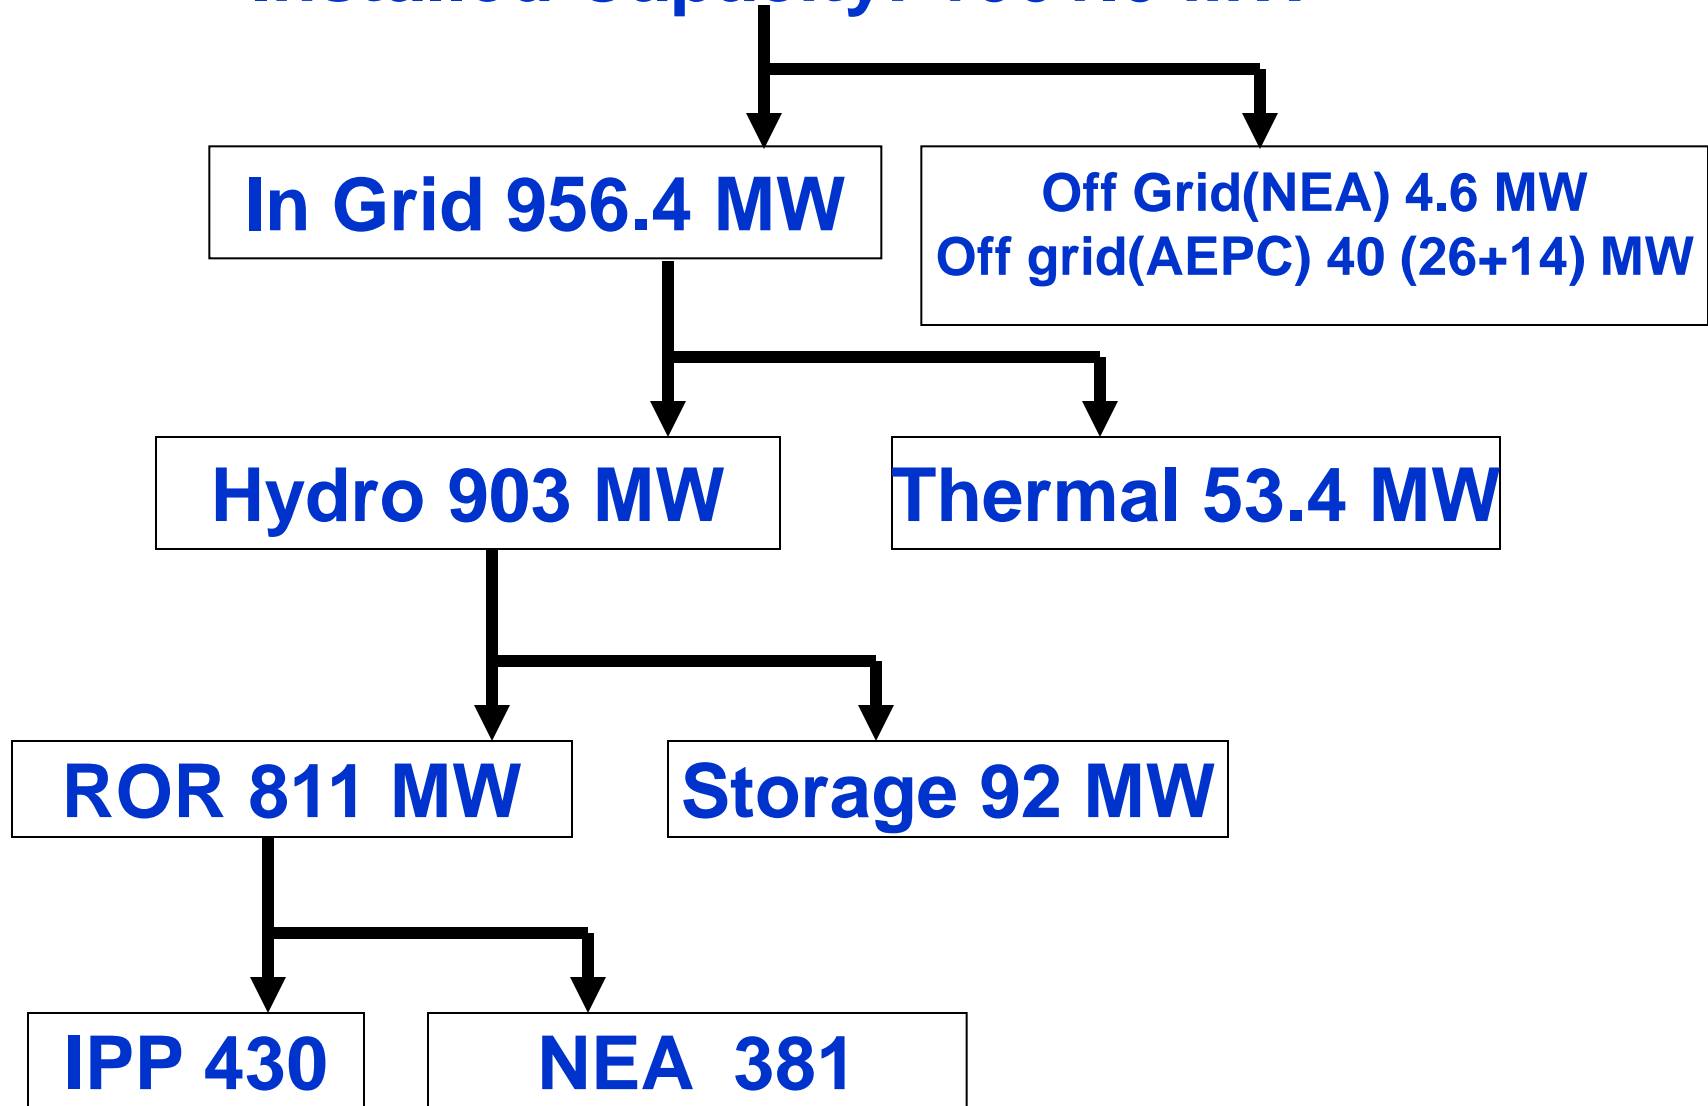 In Grid 956.4 MW
Off Grid(NEA) 4.6 MW
Off grid(AEPC) 40 (26+14) MW
Hydro 903 MW
Thermal 53.4 MW
ROR 811 MW
Storage 92 MW
IPP 430
NEA 381